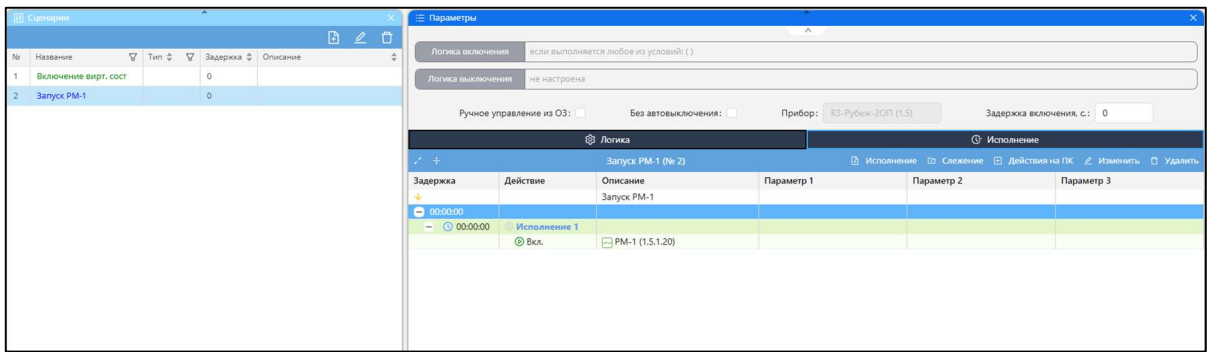 Сценарии
№ Название Тип Задержка Описание
1 Включение вирт. сост 0
2 Запуск РМ-1 0
Параметры
Логика включения если выполняется любое из условий: ( )
Логика выключения не настроена
Ручное управление из ОЗ: Без автовыключения: Прибор: R3-Рубеж-2ОП (1.5) Задержка включения, с.: 0
Логика Исполнение
Запуск РМ-1 (№ 2) Исполнение Слежение Действия на ПК Изменить Удалить
Задержка Действие Описание Параметр 1 Параметр 2 Параметр 3
Запуск РМ-1
00:00:00
00:00:00 Исполнение 1
Вкл. РМ-1 (1.5.1.20)